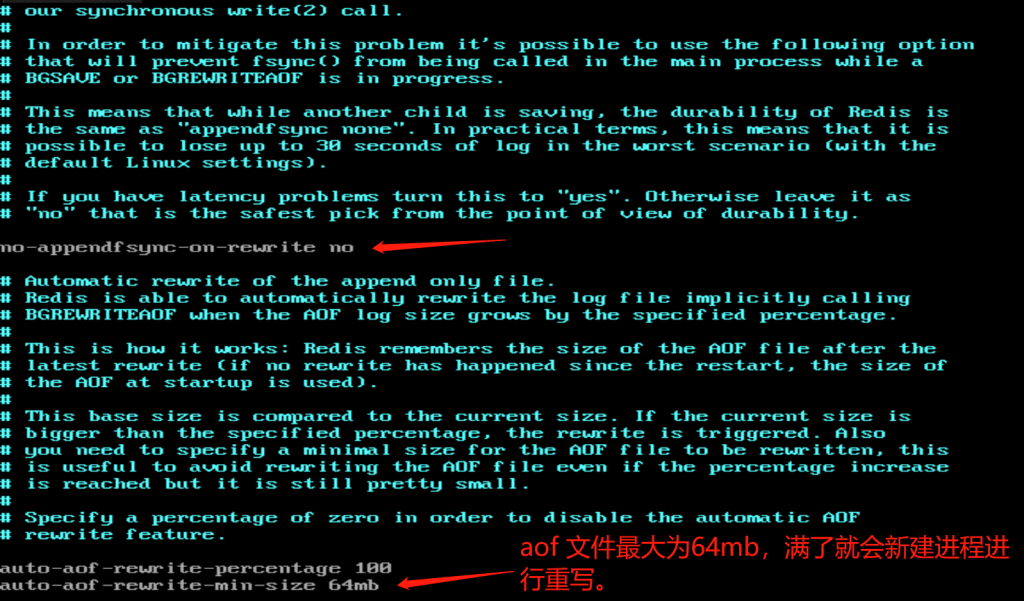 # our synchronous write(2) call.
#
# In order to mitigate this problem it's possible to use the following option
# that will prevent fsync() from being called in the main process while a
# BGSAVE or BGREWRITEAOF is in progress.
#
# This means that while another child is saving, the durability of Redis is
# the same as "appendfsync none". In practical terms, this means that it is
# possible to lose up to 30 seconds of log in the worst scenario (with the
# default Linux settings).
#
# If you have latency problems turn this to "yes". Otherwise leave it as
# "no" that is the safest pick from the point of view of durability.
no-appendfsync-on-rewrite no
# Automatic rewrite of the append only file.
# Redis is able to automatically rewrite the log file implicitly calling
# BGREWRITEAOF when the AOF log size grows by the specified percentage.
#
# This is how it works: Redis remembers the size of the AOF file after the
# latest rewrite (if no rewrite has happened since the restart, the size of
# the AOF at startup is used).
#
# This base size is compared to the current size. If the current size is
# bigger than the specified percentage, the rewrite is triggered. Also
# you need to specify a minimal size for the AOF file to be rewritten, this
# is useful to avoid rewriting the AOF file even if the percentage increase
# is reached but it is still pretty small.
#
# Specify a percentage of zero in order to disable the automatic AOF
# rewrite feature.
auto-aof-rewrite-percentage 100
auto-aof-rewrite-min-size 64mb
aof 文件最大为64mb，满了就会新建进程进
行重写。